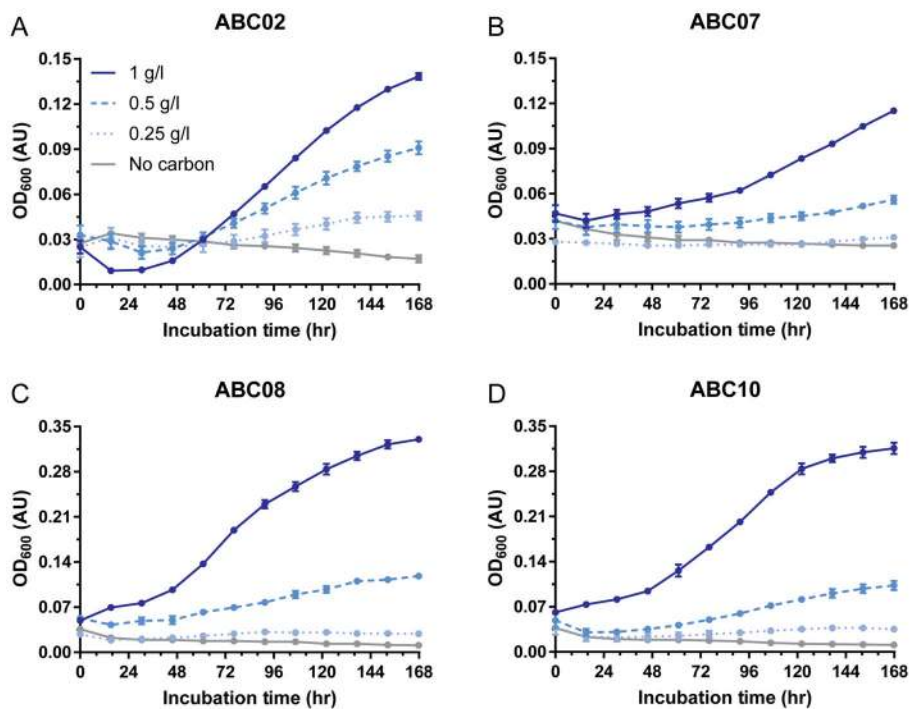 A
ABC02
0.15
0.12
0.09
0.06
0.03
0.00
OD600 (AU)
1 g/l
0.5 g/l
0.25 g/l
No carbon
0 24 48 72 96 120 144 168
Incubation time (hr)
B
ABC07
0.15
0.12
0.09
0.06
0.03
0.00
OD600 (AU)
0 24 48 72 96 120 144 168
Incubation time (hr)
C
ABC08
0.35
0.28
0.21
0.14
0.07
0.00
OD600 (AU)
0 24 48 72 96 120 144 168
Incubation time (hr)
D
ABC10
0.35
0.28
0.21
0.14
0.07
0.00
OD600 (AU)
0 24 48 72 96 120 144 168
Incubation time (hr)